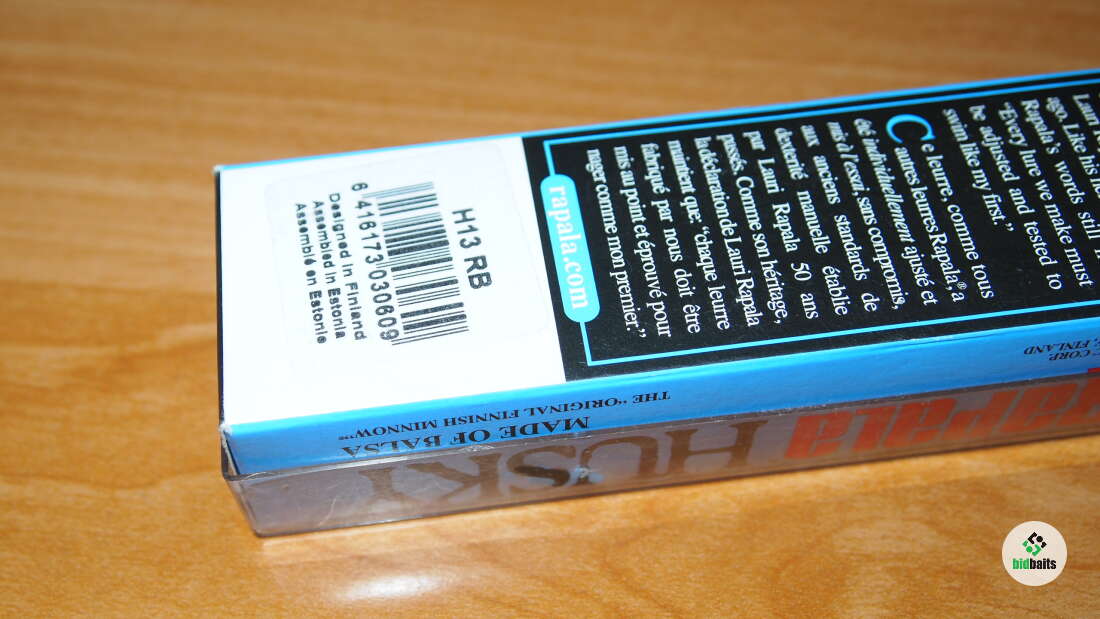 H13 RB
6 416173 030609
Designed in Finland
Assembled in Estonia
Assemblé en Estonie
rapala.com
Lauri
ago. Like his
Rapala's words still
"Every lure we make must
be adjusted and tested to
swim like my first."
Ce leurre, comme tous
autres leurres Rapala® a
été individuellement ajusté et
mis à l'essai, sans compromis,
aux anciens standards de
dexterité manuelle établie
par Lauri Rapala 50 ans
passés. Comme son héritage,
la déclaration de Lauri Rapala
maintient que: "chaque leurre
fabriqué par nous doit être
mis au point et éprouvé pour
nager comme mon premier."
CORP.
FINLAND
THE "ORIGINAL FINNISH MINNOW"
MADE OF BALSA
Rapala
HUSKY
bidbaits